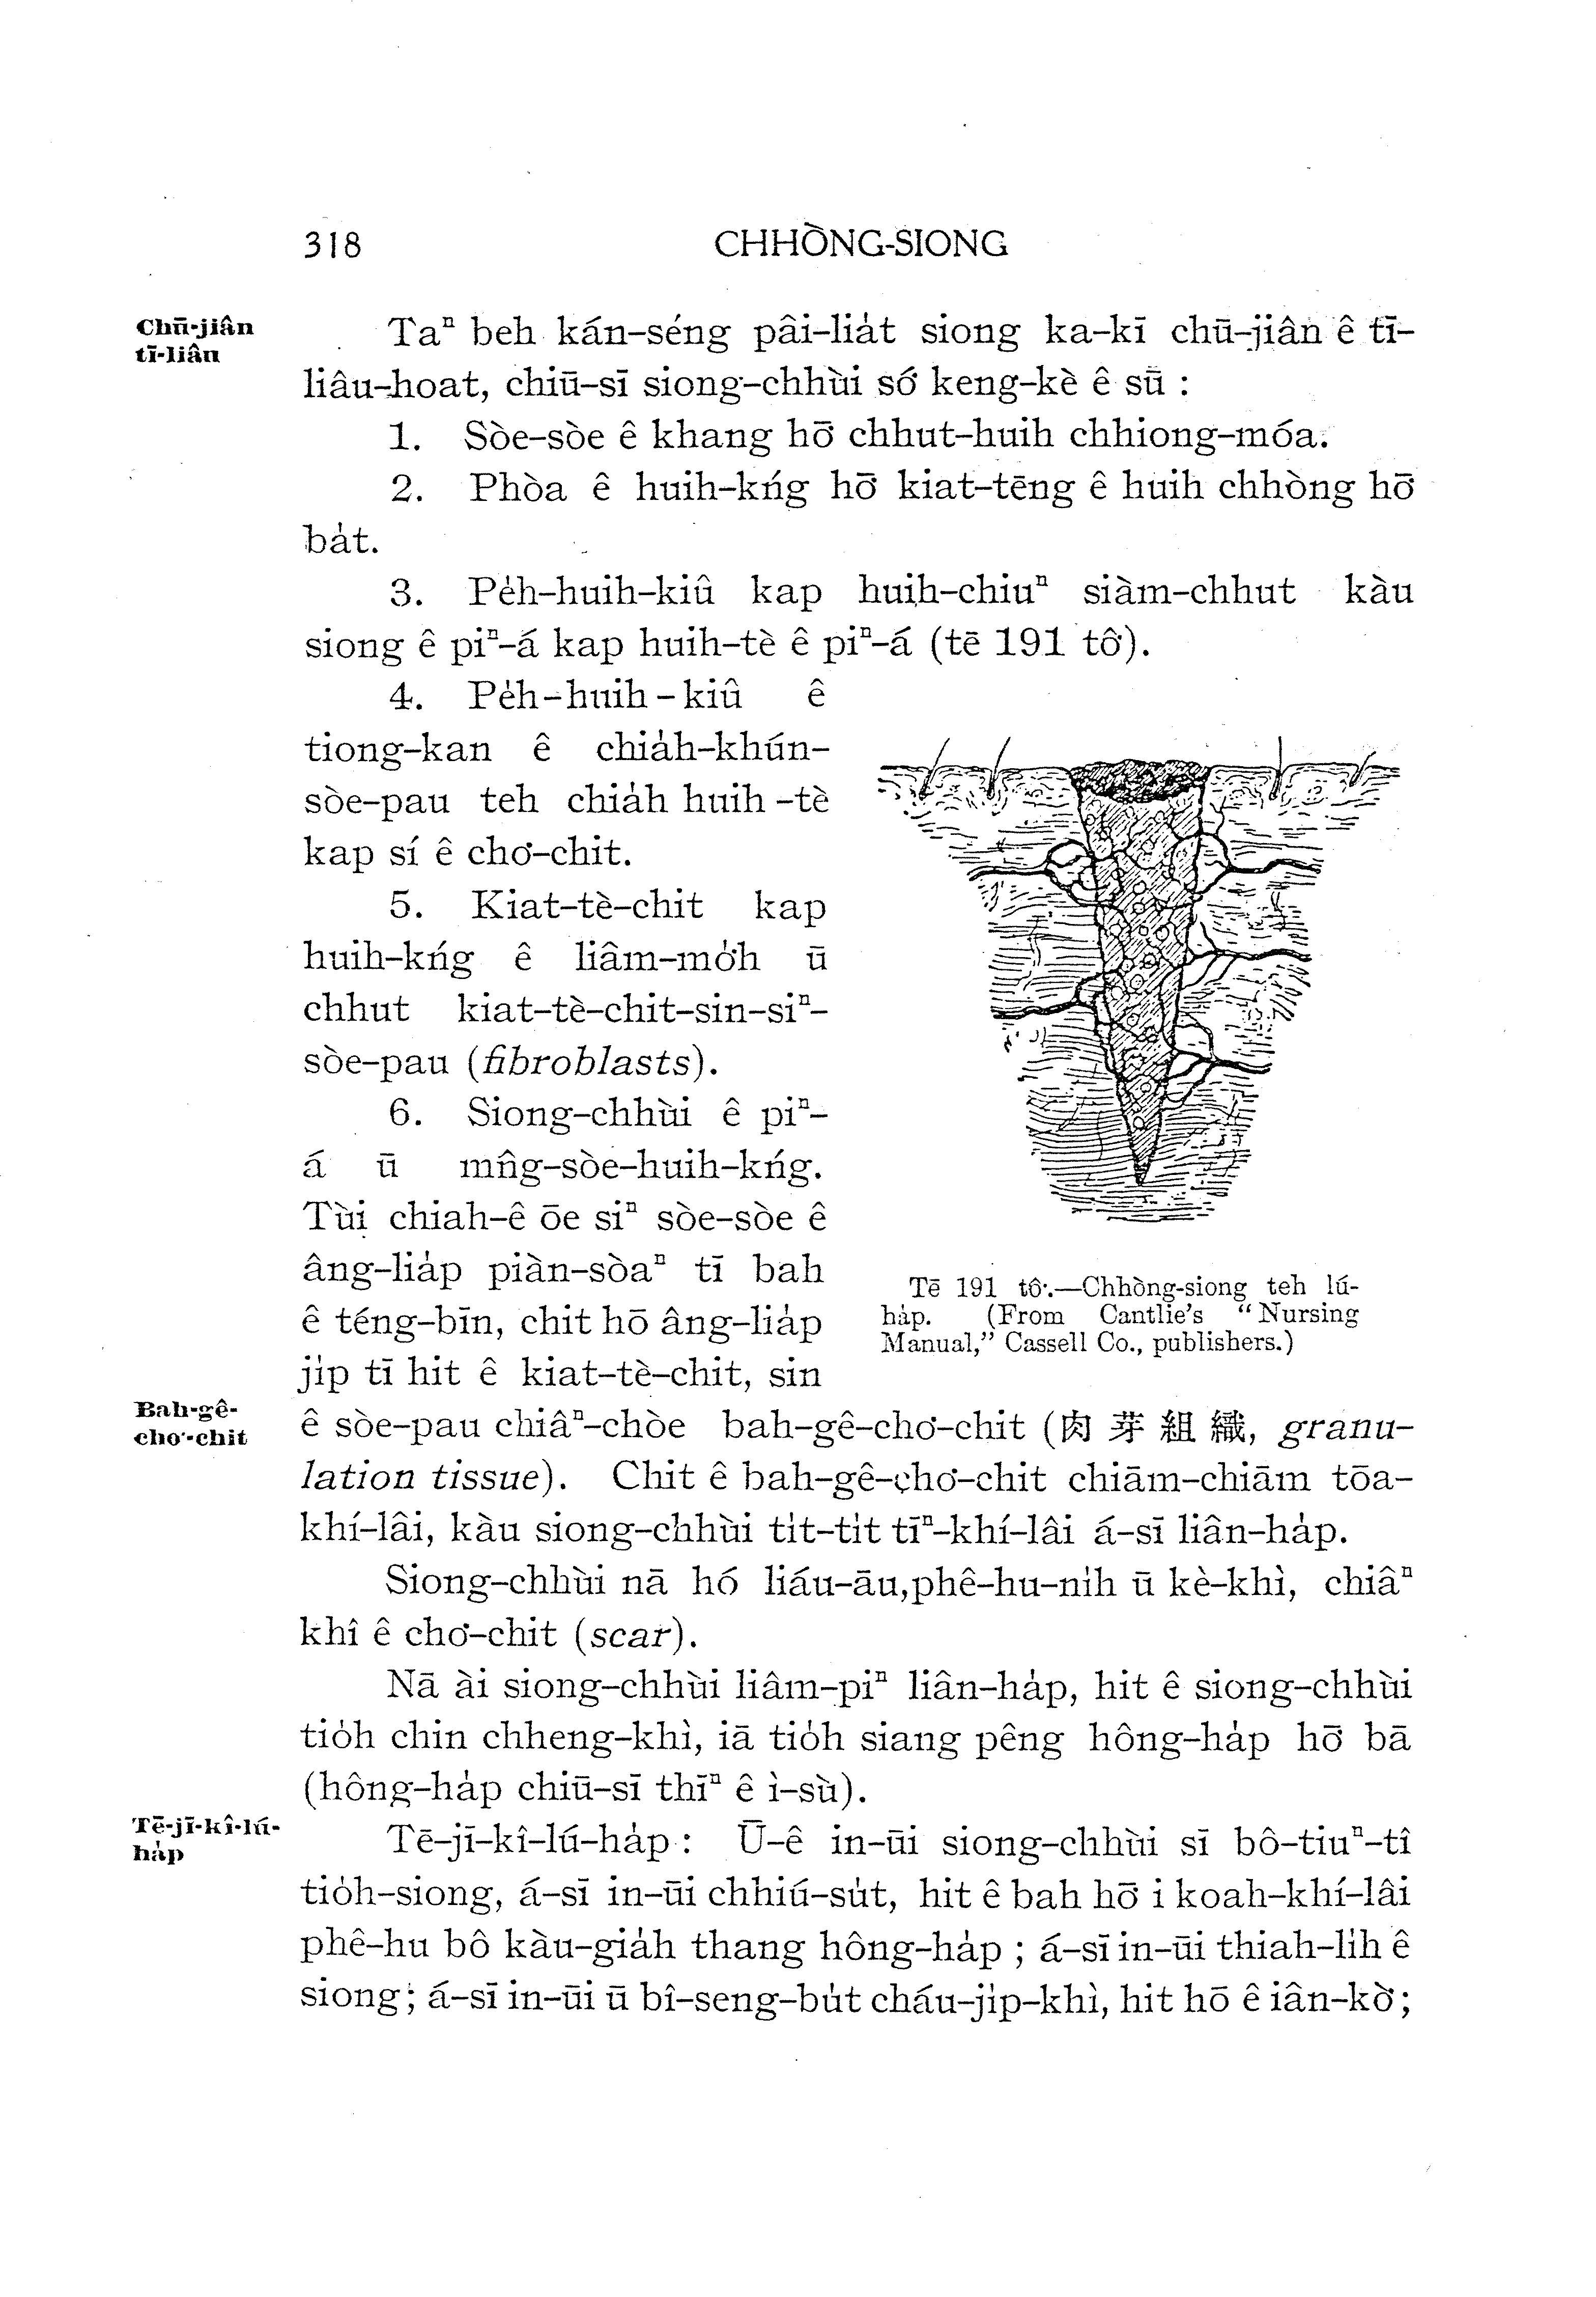 318
CHHÒNG-SIONG
Chū-jiân
tī-liâu
Taⁿ beh kán-séng pâi-lia̍t siong ka-kī chū-jiân ê tī-
liâu-hoat, chiū-sī siong-chhùi só͘ keng-kè ê sū :
1. Sòe-sòe ê khang hō͘ chhut-huih chhiong-móa.
2. Phòa ê huih-kńg hō͘ kiat-tēng ê huih chhòng hō͘
ba̍t.
3. Pe̍h-huih-kiû kap huih-chiuⁿ siàm-chhut kàu
siong ê piⁿ-á kap huih-tè ê piⁿ-á (tē 191 tô͘).
4. Pe̍h-huih-kiû ê
tiong-kan ê chia̍h-khún-
sòe-pau teh chia̍h huih-tè
kap sí ê cho͘-chit.
5. Kiat-tè-chit kap
huih-kńg ê liâm-mo̍͘h ū
chhut kiat-tè-chit-sin-siⁿ-
sòe-pau (fibroblasts).
6. Siong-chhùi ê piⁿ-
á ū mn̂g-sòe-huih-kńg.
Tùi chiah-ê ōe siⁿ sòe-sòe ê
âng-lia̍p piàn-sòaⁿ tī bah
ê téng-bīn, chit hō âng-lia̍p
ji̍p tī hit ê kiat-tè-chit, sin
Tē 191 tô͘.—Chhòng-siong teh lú-
ha̍p. (From Cantlie's "Nursing
Manual," Cassell Co., publishers.)
Bah-gê-
cho͘-chit
ê sòe-pau chiâⁿ-chòe bah-gê-cho͘-chit (肉芽組織, granu-
lation tissue). Chit ê bah-gê-cho͘-chit chiām-chiām tōa-
khí-lâi, kàu siong-chhùi ti̍t-ti̍t tīⁿ-khí-lâi á-sī liân-ha̍p.
Siong-chhùi nā hó liáu-āu, phê-hu-ni̍h ū kè-khì, chiâⁿ
khî ê cho͘-chit (scar).
Nā ài siong-chhùi liâm-piⁿ liân-ha̍p, hit ê siong-chhùi
tio̍h chin chheng-khì, iā tio̍h siang pêng hông-ha̍p hō͘ bā
(hông-ha̍p chiū-sī thīⁿ ê ì-sù).
Tē-jī-kî-lú-
ha̍p
Tē-jī-kî-lú-ha̍p : Ū-ê in-ūi siong-chhùi sī bô-tiuⁿ-tî
tio̍h-siong, á-sī in-ūi chhiú-su̍t, hit ê bah hō͘ i koah-khí-lâi
phê-hu bô kàu-gia̍h thang hông-ha̍p ; á-sī in-ūi thiah-li̍h ê
siong; á-sī in-ūi ū bî-seng-bu̍t cháu-ji̍p-khì, hit hō ê iân-kò͘;